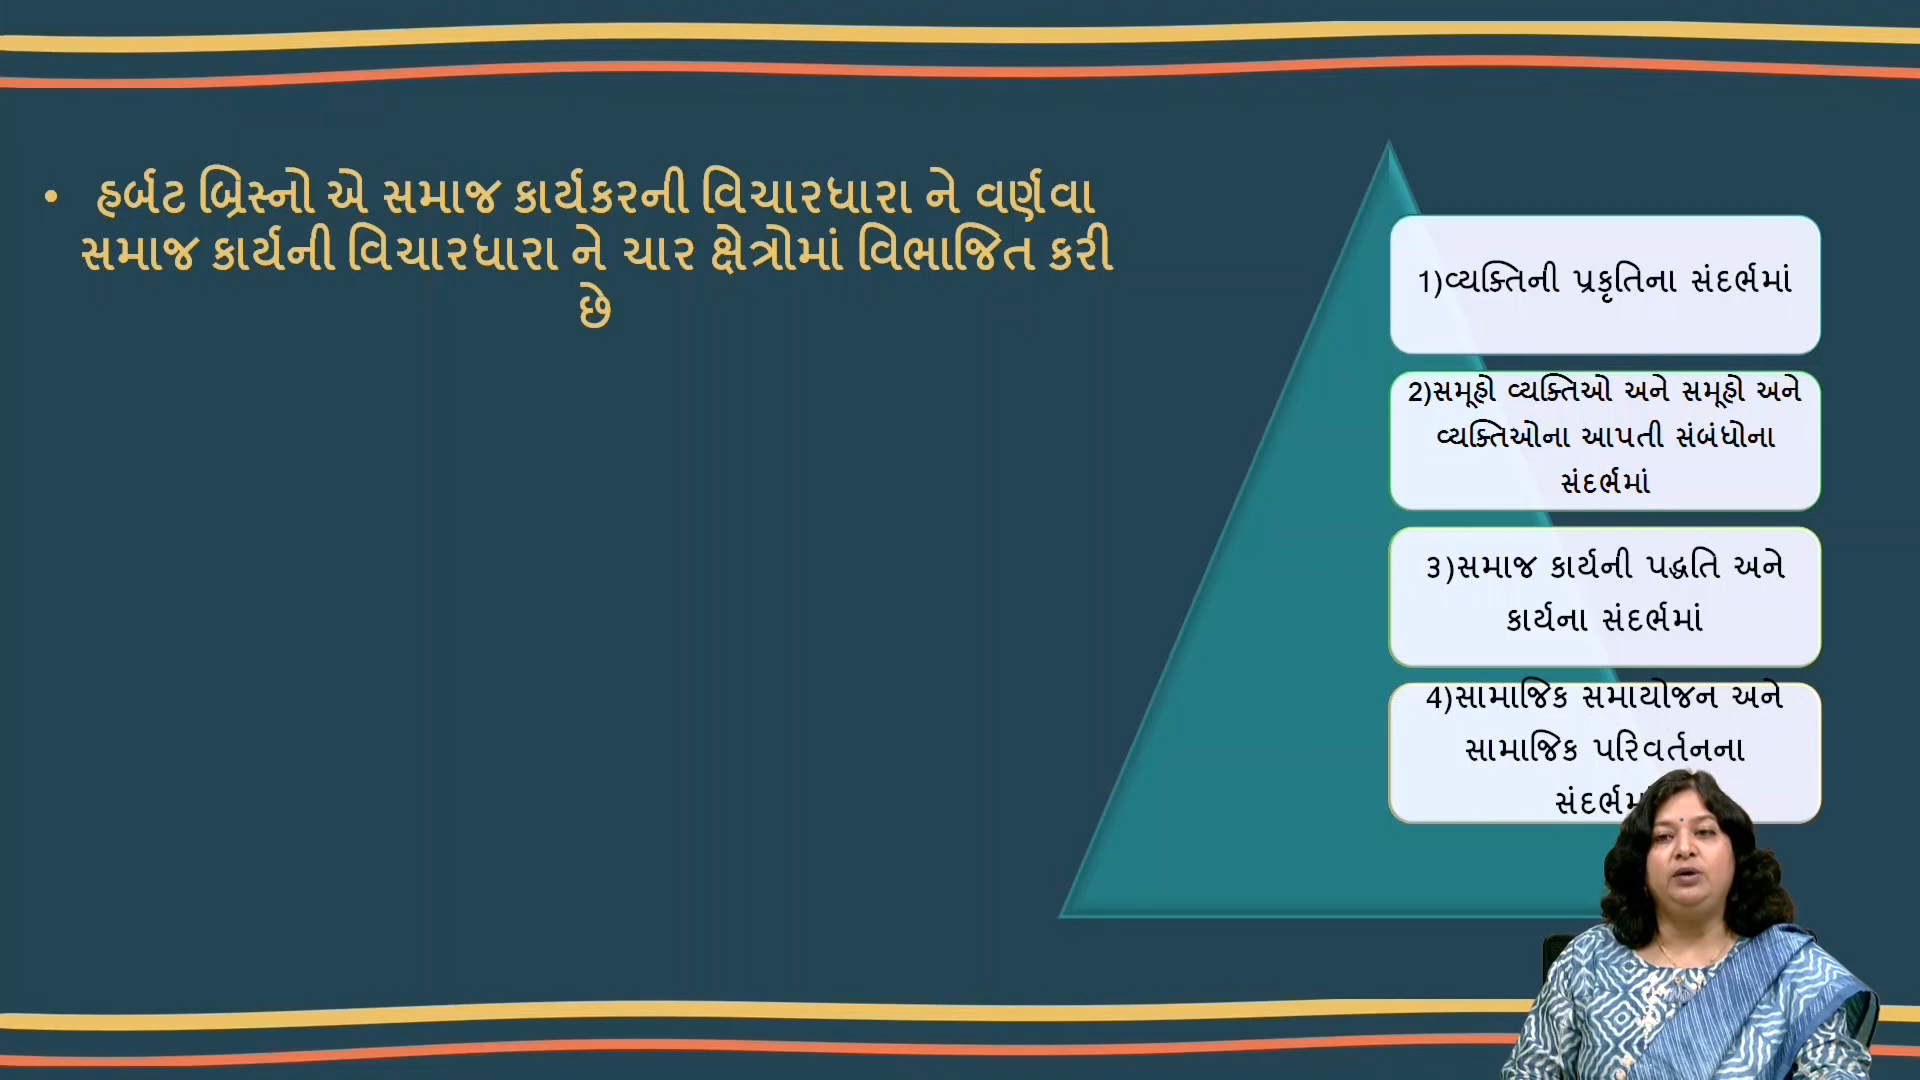 • હર્બટ બ્રિસ્નો એ સમાજ કાર્યકરની વિચારધારા ને વર્ણવા
સમાજ કાર્યની વિચારધારા ને ચાર ક્ષેત્રોમાં વિભાજિત કરી
છે
1)વ્યક્તિની પ્રકૃતિના સંદર્ભમાં
2)સમૂહો વ્યક્તિઓ અને સમૂહો અને
વ્યક્તિઓના આપતી સંબંધોના
સંદર્ભમાં
૩)સમાજ કાર્યની પદ્ધતિ અને
કાર્યના સંદર્ભમાં
4)સામાજિક સમાયોજન અને
સામાજિક પરિવર્તનના